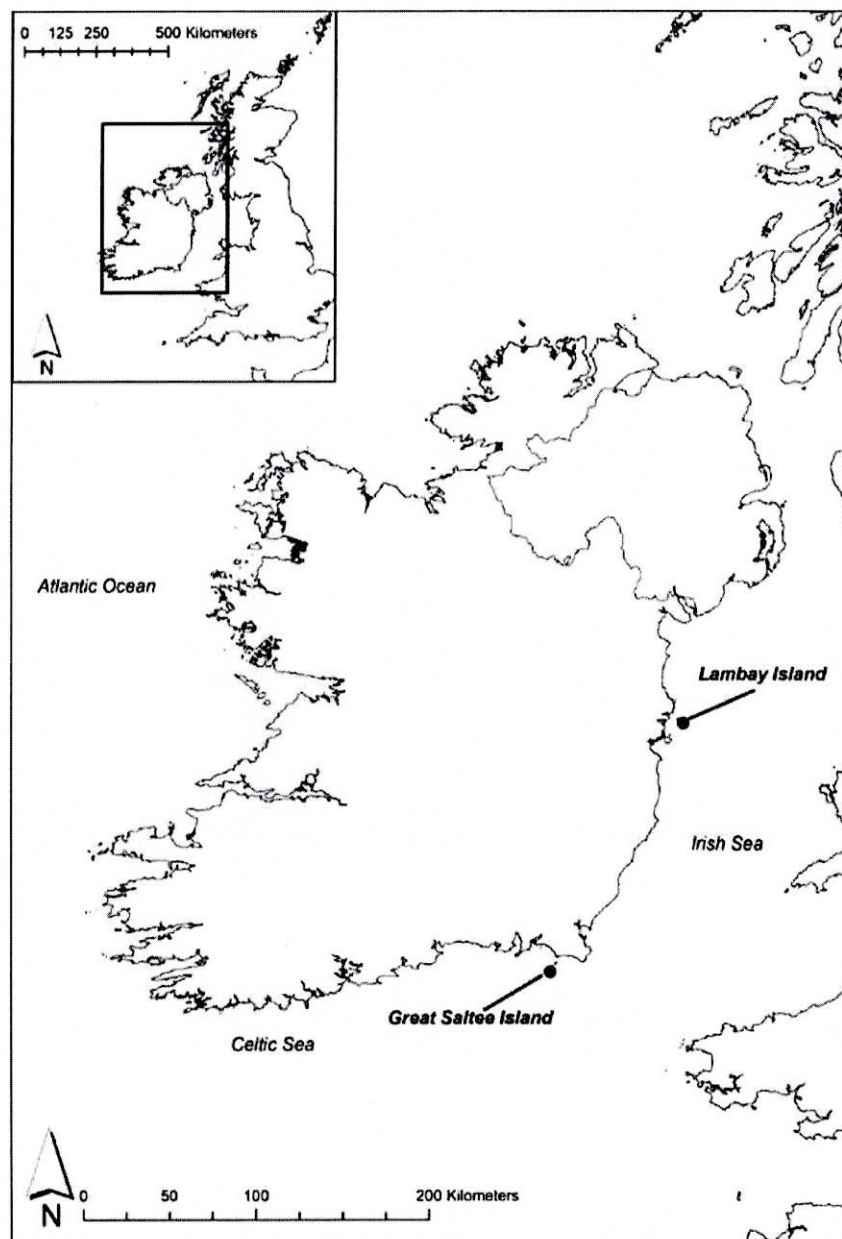 0 125 250 500 Kilometers
N
Atlantic Ocean
Lambay Island
Irish Sea
Great Saltee Island
Celtic Sea
0 50 100 200 Kilometers
N